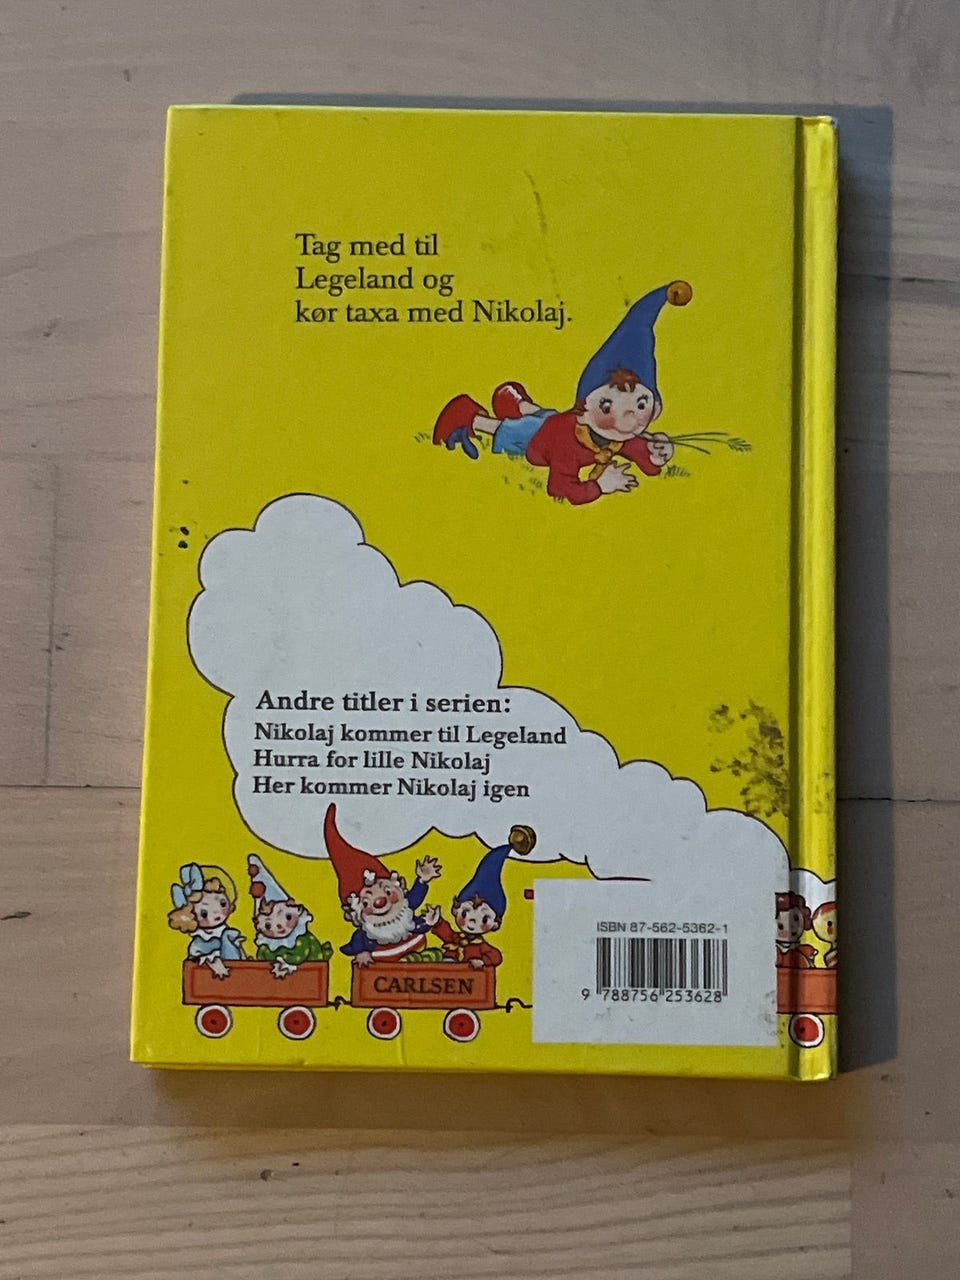 Tag med til
Legeland og
kør taxa med Nikolaj.
Andre titler i serien:
Nikolaj kommer til Legeland
Hurra for lille Nikolaj
Her kommer Nikolaj igen
CARLSEN
ISBN 87-562-5362-1
9 788756 253628